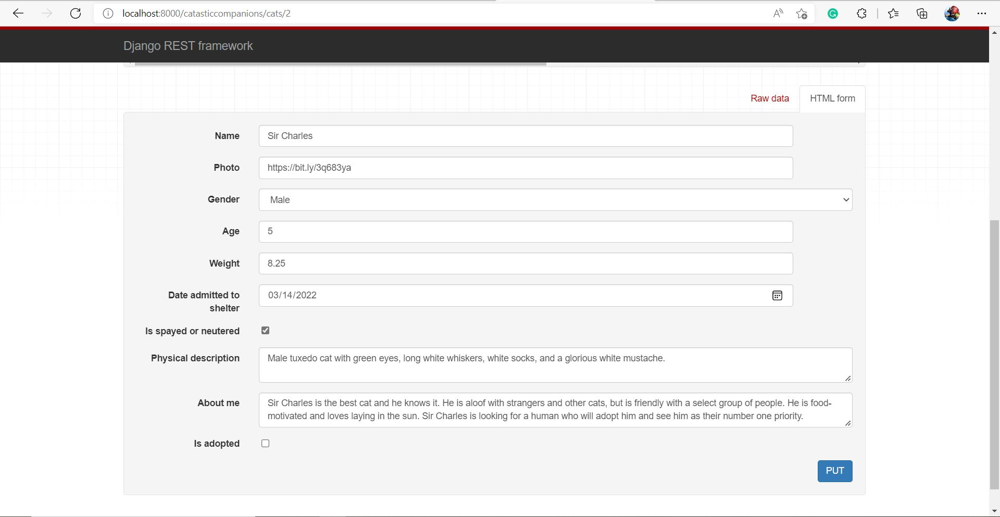 localhost:8000/catasticcompanions/cats/2
Django REST framework
Raw data
HTML form
Name
Sir Charles
Photo
https://bit.ly/3q683ya
Gender
Male
Age
5
Weight
8.25
Date admitted to
shelter
03/14/2022
Is spayed or neutered
Physical description
Male tuxedo cat with green eyes, long white whiskers, white socks, and a glorious white mustache.
About me
Sir Charles is the best cat and he knows it. He is aloof with strangers and other cats, but is friendly with a select group of people. He is food-
motivated and loves laying in the sun. Sir Charles is looking for a human who will adopt him and see him as their number one priority.
Is adopted
PUT